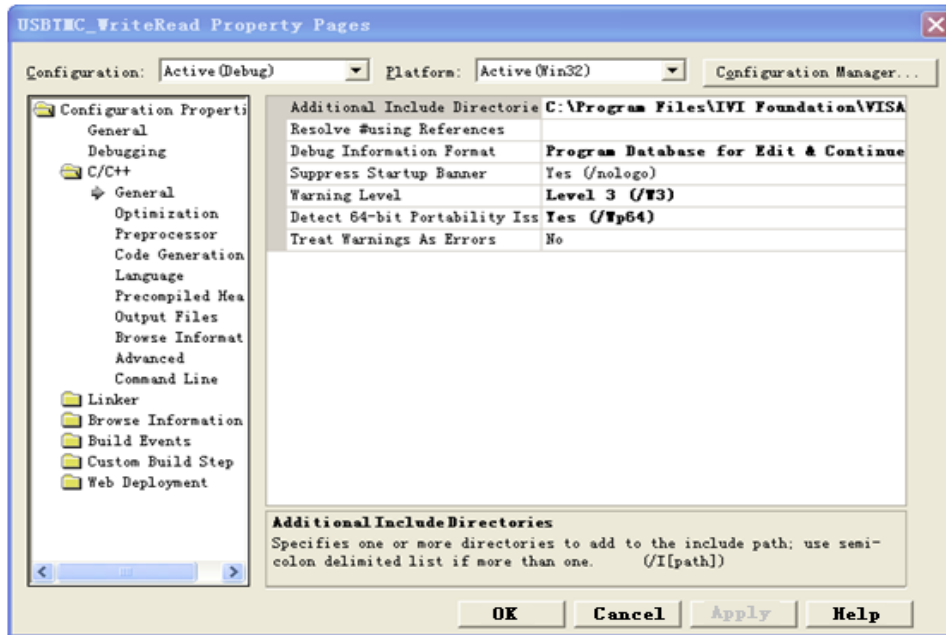 USBTMC_WriteRead Property Pages
Configuration: Active(Debug) Platform: Active(Win32) Configuration Manager...
Configuration Properti
General
Debugging
C/C++
General
Optimization
Preprocessor
Code Generation
Language
Precompiled Hea
Output Files
Browse Informat
Advanced
Command Line
Linker
Browse Information
Build Events
Custom Build Step
Web Deployment
Additional Include Directorie C:\Program Files\IVI Foundation\VISA
Resolve #using References
Debug Information Format Program Database for Edit & Continue
Suppress Startup Banner Yes (/nologo)
Warning Level Level 3 (/W3)
Detect 64-bit Portability Iss Yes (/Wp64)
Treat Warnings As Errors No
Additional Include Directories
Specifies one or more directories to add to the include path; use semi-
colon delimited list if more than one. (/I[path])
OK Cancel Apply Help